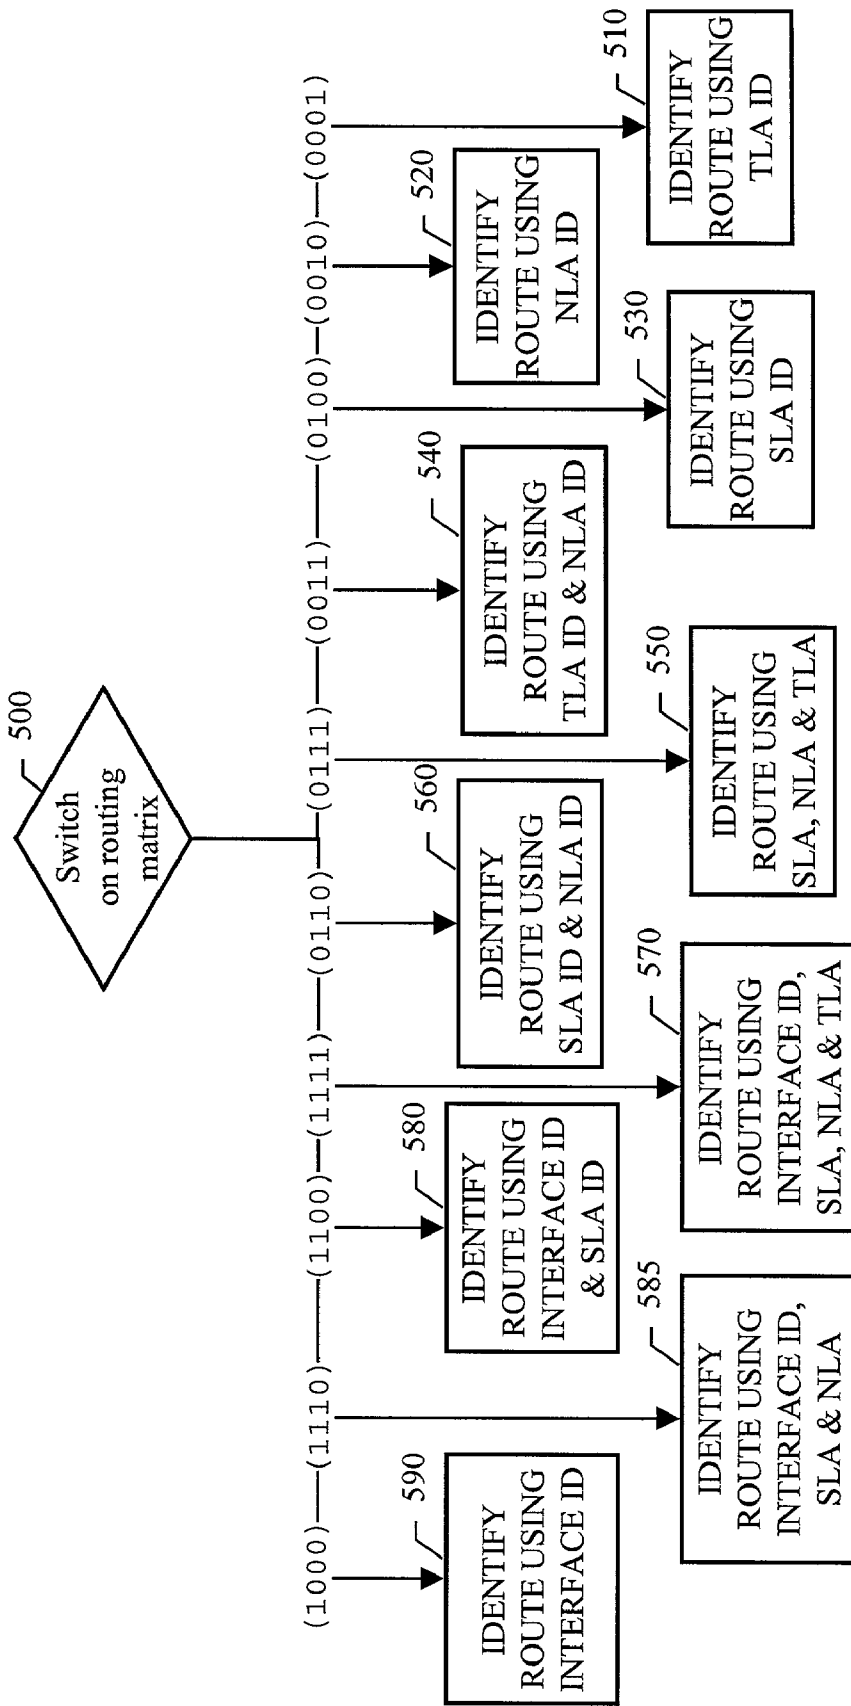 500
Switch
on routing
matrix
(1000)
(1110)
(1100)
(1111)
(0110)
(0111)
(0011)
(0100)
(0010)
(0001)
590
IDENTIFY
ROUTE USING
INTERFACE ID
580
IDENTIFY
ROUTE USING
INTERFACE ID
& SLA ID
560
IDENTIFY
ROUTE USING
SLA ID & NLA ID
540
IDENTIFY
ROUTE USING
TLA ID & NLA ID
520
IDENTIFY
ROUTE USING
NLA ID
585
IDENTIFY
ROUTE USING
INTERFACE ID,
SLA & NLA
570
IDENTIFY
ROUTE USING
INTERFACE ID,
SLA, NLA & TLA
550
IDENTIFY
ROUTE USING
SLA, NLA & TLA
530
IDENTIFY
ROUTE USING
SLA ID
510
IDENTIFY
ROUTE USING
TLA ID